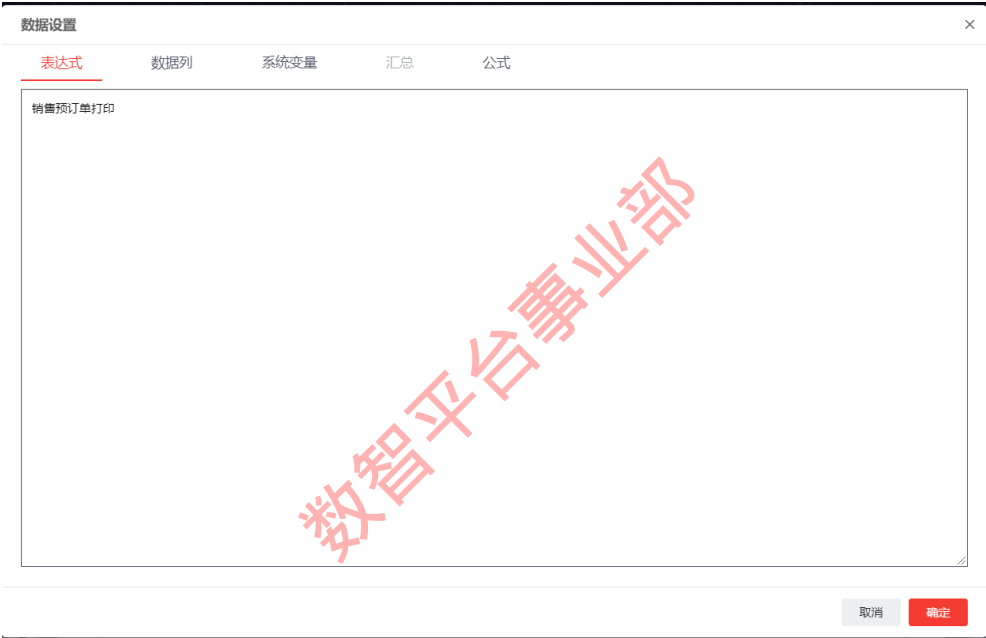 数据设置
×
表达式 数据列 系统变量 汇总 公式
销售预订单打印
数智平台事业部
取消 确定